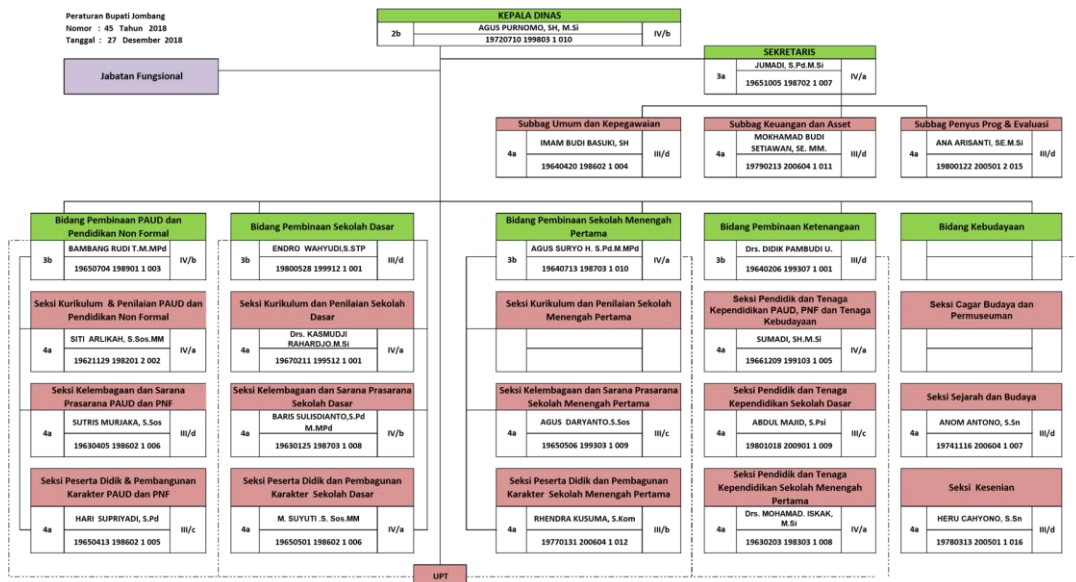 Peraturan Bupati Jombang
Nomor : 45 Tahun 2018
Tanggal : 27 Desember 2018
KEPALA DINAS
2b
AGUS PURNOMO, SH, M.Si
19720710 199803 1 010
IV/b
Jabatan Fungsional
SEKRETARIS
3a
JUMADI, S.Pd.M.Si
19651005 198702 1 007
IV/a
Subbag Umum dan Kepegawaian
4a
IMAM BUDI BASUKI, SH
19640420 198602 1 004
III/d
Subbag Keuangan dan Asset
4a
MOKHAMAD BUDI
SETIAWAN, SE. MM.
19790213 200604 1 011
III/d
Subbag Penyus Prog & Evaluasi
4a
ANA ARISANTI, SE.M.Si
19800122 200501 2 015
III/d
Bidang Pembinaan PAUD dan
Pendidikan Non Formal
3b
BAMBANG RUDI T.M.MPd
19650704 198901 1 003
IV/b
Bidang Pembinaan Sekolah Dasar
3b
ENDRO WAHYUDI,S.STP
19800528 199912 1 001
III/d
Bidang Pembinaan Sekolah Menengah
Pertama
3b
AGUS SURYO H. S.Pd.M.MPd
19640713 198703 1 010
IV/a
Bidang Pembinaan Ketenangaan
3b
Drs. DIDIK PAMBUDI U.
19640206 199307 1 001
III/d
Bidang Kebudayaan
Seksi Kurikulum & Penilaian PAUD dan
Pendidikan Non Formal
4a
SITI ARLIKAH, S.Sos.MM
19621129 198201 2 002
IV/a
Seksi Kurikulum dan Penilaian Sekolah
Dasar
4a
Drs. KASMUDJI
RAHARDJO.M.Si
19670211 199512 1 001
IV/a
Seksi Kurikulum dan Penilaian Sekolah
Menengah Pertama
Seksi Pendidik dan Tenaga
Kependidikan PAUD, PNF dan Tenaga
Kebudayaan
4a
SUMADI, SH.M.Si
19661209 199103 1 005
IV/a
Seksi Cagar Budaya dan
Permuseuman
Seksi Kelembagaan dan Sarana
Prasarana PAUD dan PNF
4a
SUTRIS MURJAKA, S.Sos
19630405 198602 1 006
III/d
Seksi Kelembagaan dan Sarana Prasarana
Sekolah Dasar
4a
BARIS SULISDIANTO,S.Pd
M.MPd
19630125 198703 1 008
IV/b
Seksi Kelembagaan dan Sarana Prasarana
Sekolah Menengah Pertama
4a
AGUS DARYANTO.S.Sos
19650506 199303 1 009
III/c
Seksi Pendidik dan Tenaga
Kependidikan Sekolah Dasar
4a
ABDUL MAJID, S.Psi
19801018 200901 1 009
III/c
Seksi Sejarah dan Budaya
4a
ANOM ANTONO, S.Sn
19741116 200604 1 007
III/d
Seksi Peserta Didik & Pembangunan
Karakter PAUD dan PNF
4a
HARI SUPRIYADI, S.Pd
19650413 198602 1 005
III/c
Seksi Peserta Didik dan Pembagunan
Karakter Sekolah Dasar
4a
M. SUYUTI .S. Sos.MM
19650501 198602 1 006
IV/a
Seksi Peserta Didik dan Pembagunan
Karakter Sekolah Menengah Pertama
4a
RHENDRA KUSUMA, S.Kom
19770131 200604 1 012
III/b
Seksi Pendidik dan Tenaga
Kependidikan Sekolah Menengah
Pertama
4a
Drs. MOHAMAD. ISKAK,
M.Si
19630203 198303 1 008
IV/a
Seksi Kesenian
4a
HERU CAHYONO, S.Sn
19780313 200501 1 016
III/d
UPT